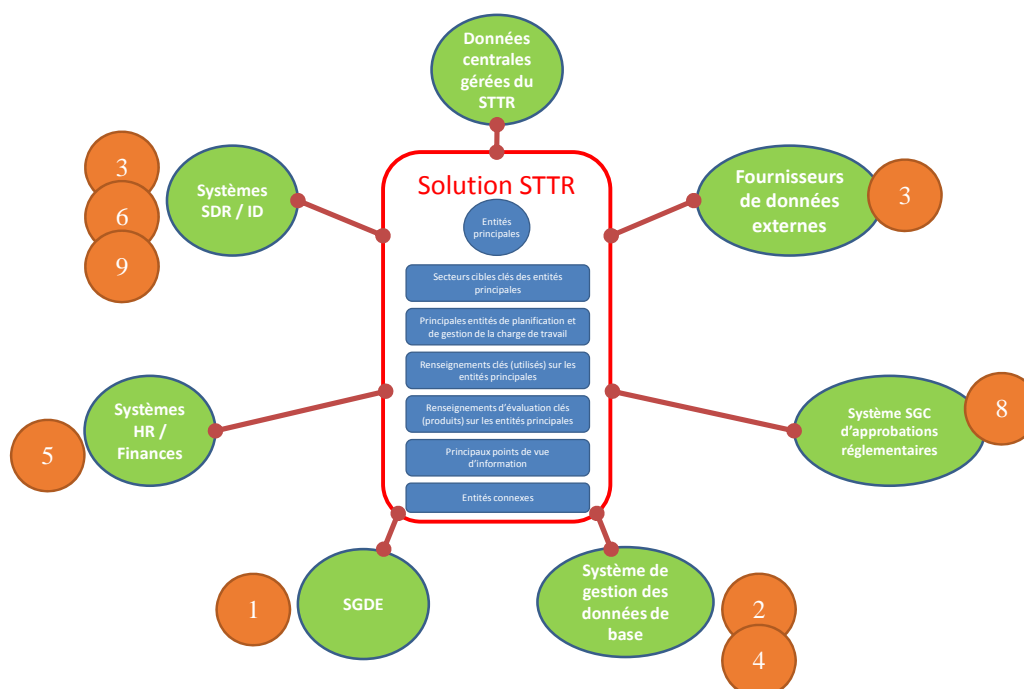 Données
centrales
gérées du
STTR
3
6
9
Systèmes
SDR / ID
Solution STTR
Entités
principales
Secteurs cibles clés des entités
principales
Principales entités de planification et
de gestion de la charge de travail
Renseignements clés (utilisés) sur les
entités principales
Renseignements d'évaluation clés
(produits) sur les entités principales
Principaux points de vue
d'information
Entités connexes
Fournisseurs
de données
externes
3
Systèmes
HR /
Finances
5
Système SGC
d'approbations
réglementaires
8
1
SGDE
Système de
gestion des
données de
base
2
4